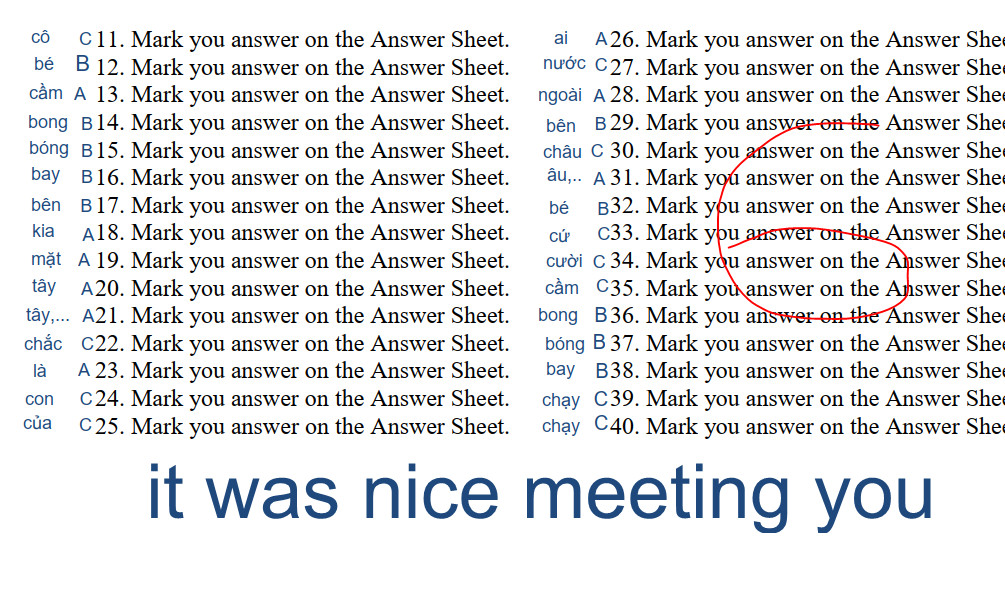 cô C 11. Mark you answer on the Answer Sheet.
bé B 12. Mark you answer on the Answer Sheet.
cầm A 13. Mark you answer on the Answer Sheet.
bong B 14. Mark you answer on the Answer Sheet.
bóng B 15. Mark you answer on the Answer Sheet.
bay B 16. Mark you answer on the Answer Sheet.
bên B 17. Mark you answer on the Answer Sheet.
kia A 18. Mark you answer on the Answer Sheet.
mặt A 19. Mark you answer on the Answer Sheet.
tây A 20. Mark you answer on the Answer Sheet.
tây,... A 21. Mark you answer on the Answer Sheet.
chắc C 22. Mark you answer on the Answer Sheet.
là A 23. Mark you answer on the Answer Sheet.
con C 24. Mark you answer on the Answer Sheet.
của C 25. Mark you answer on the Answer Sheet.
ai A 26. Mark you answer on the Answer Shee
nước C 27. Mark you answer on the Answer Shee
ngoài A 28. Mark you answer on the Answer Shee
bên B 29. Mark you answer on the Answer Shee
châu C 30. Mark you answer on the Answer Shee
âu,.. A 31. Mark you answer on the Answer Shee
bé B 32. Mark you answer on the Answer Shee
cứ C 33. Mark you answer on the Answer Shee
cười C 34. Mark you answer on the Answer Shee
cầm C 35. Mark you answer on the Answer Shee
bong B 36. Mark you answer on the Answer Shee
bóng B 37. Mark you answer on the Answer Shee
bay B 38. Mark you answer on the Answer Shee
chạy C 39. Mark you answer on the Answer Shee
chạy C 40. Mark you answer on the Answer Shee
it was nice meeting you